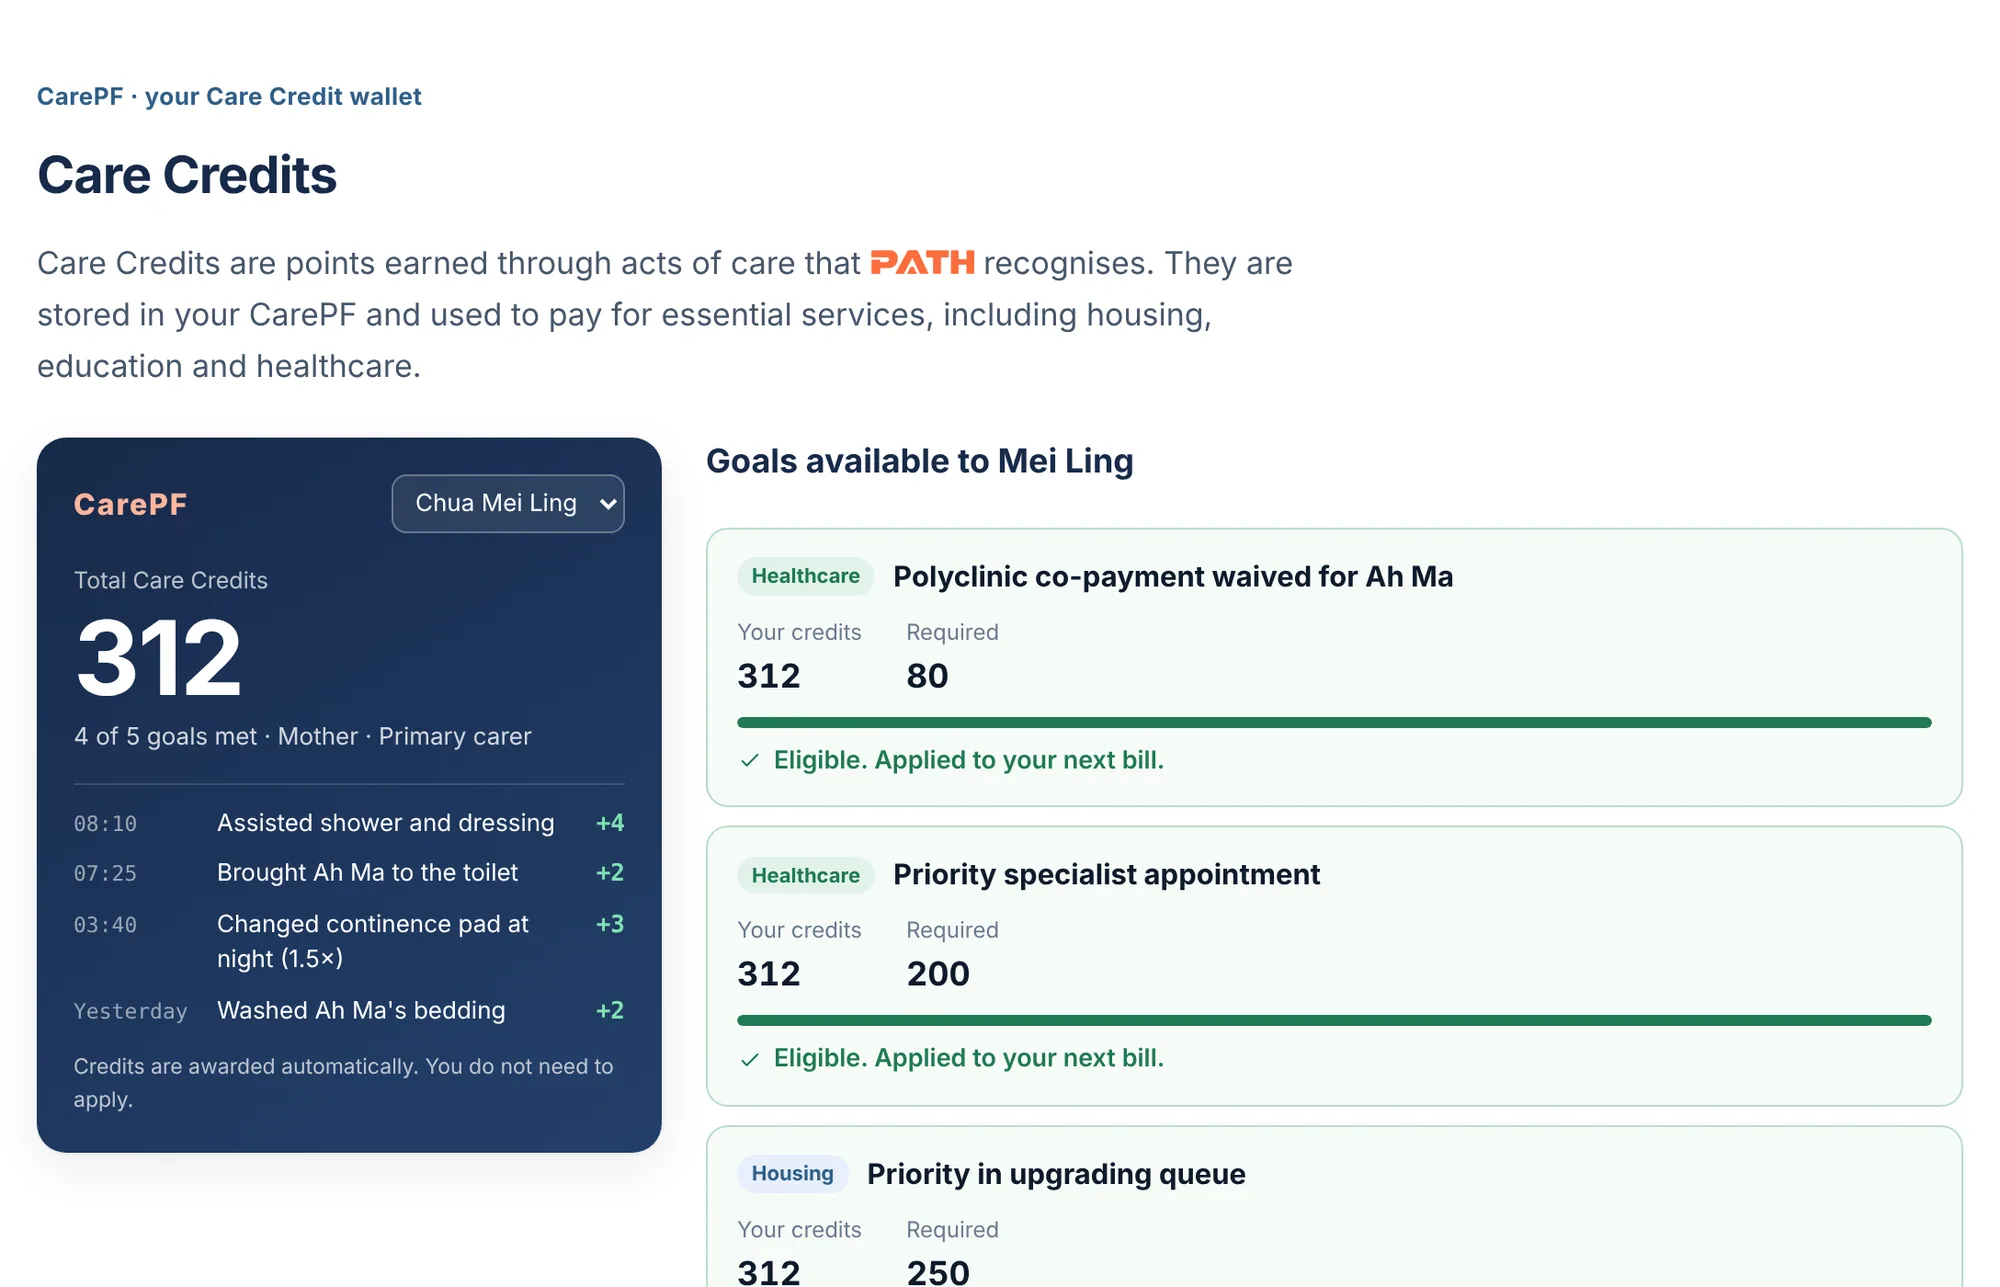 CarePF · your Care Credit wallet
Care Credits
Care Credits are points earned through acts of care that PATH recognises. They are
stored in your CarePF and used to pay for essential services, including housing,
education and healthcare.
CarePF
Chua Mei Ling
Total Care Credits
312
4 of 5 goals met · Mother · Primary carer
08:10 Assisted shower and dressing +4
07:25 Brought Ah Ma to the toilet +2
03:40 Changed continence pad at +3
night (1.5×)
Yesterday Washed Ah Ma's bedding +2
Credits are awarded automatically. You do not need to
apply.
Goals available to Mei Ling
Healthcare Polyclinic co-payment waived for Ah Ma
Your credits Required
312 80
✓ Eligible. Applied to your next bill.
Healthcare Priority specialist appointment
Your credits Required
312 200
✓ Eligible. Applied to your next bill.
Housing Priority in upgrading queue
Your credits Required
312 250